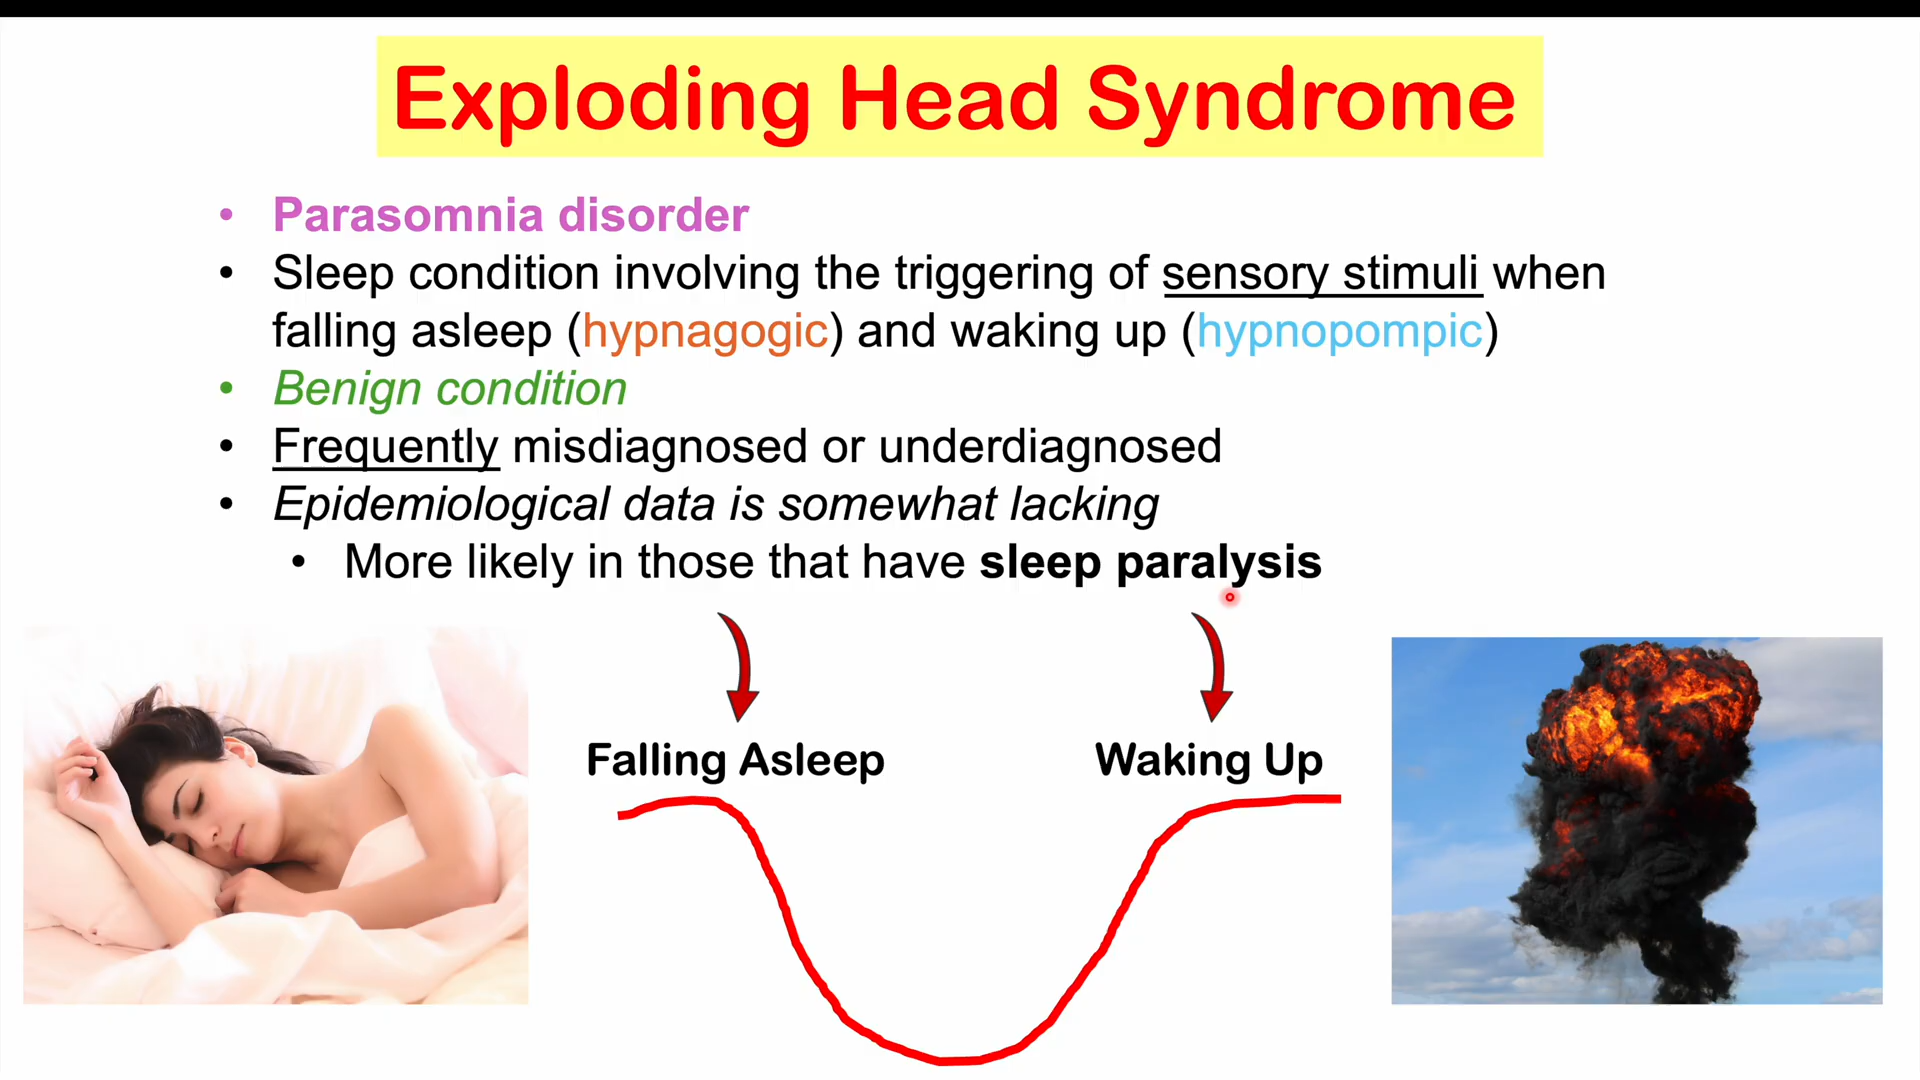 Exploding Head Syndrome
• Parasomnia disorder
• Sleep condition involving the triggering of sensory stimuli when
falling asleep (hypnagogic) and waking up (hypnopompic)
• Benign condition
• Frequently misdiagnosed or underdiagnosed
• Epidemiological data is somewhat lacking
• More likely in those that have sleep paralysis
Falling Asleep
Waking Up